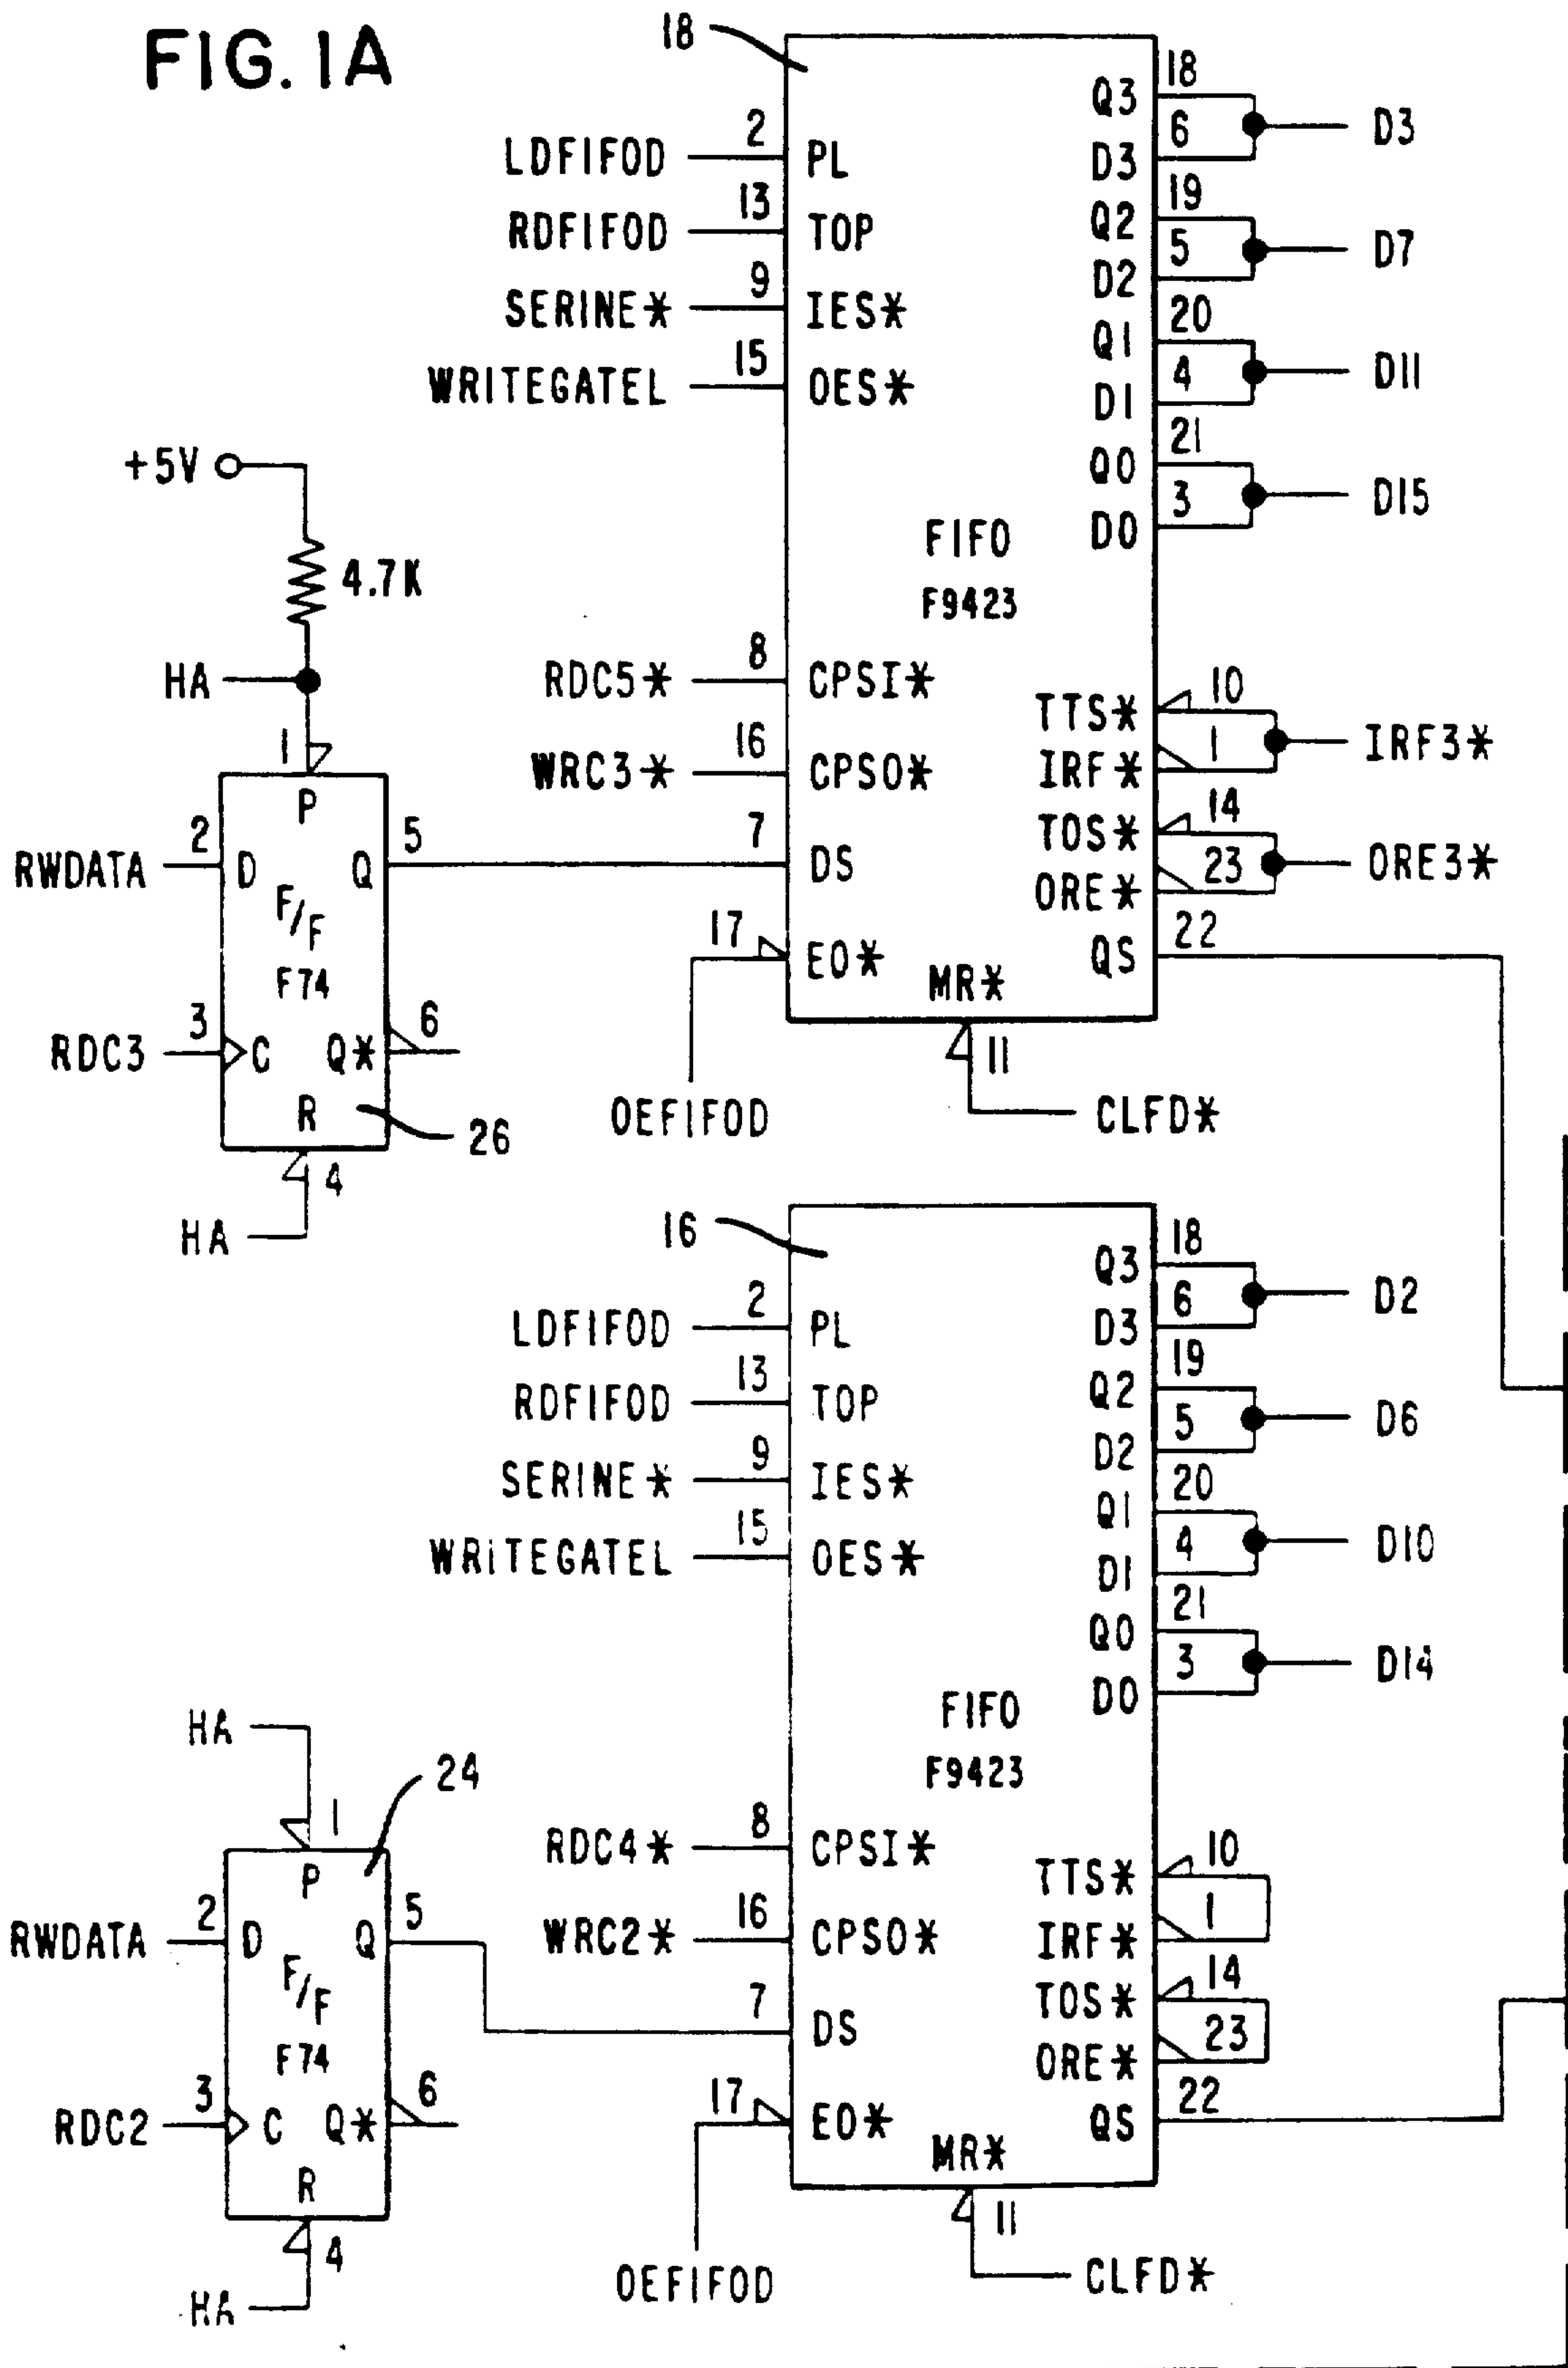 FIG. 1A
18
LDFIFOD 2 PL
RDFIFOD 13 TOP
SERINE* 9 IES*
WRITEGATEL 15 OES*
Q3 18
D3 6
D3
Q2 19
D2 5
D7
Q1 20
D1 4
D11
Q0 21
D0 3
D15
FIFO
F9423
+5V
4.7K
HA
RDC5* 8 CPSI*
WRC3* 16 CPSO*
7 DS
17 EO*
OEFIFOD
MR*
11
CLFD*
TTS* 10
IRF* 1
IRF3*
TOS* 14
ORE* 23
ORE3*
QS 22
1
P
RWDATA 2 D
Q 5
F/F
F74
RDC3 3 C
Q* 6
R
26
4
HA
16
LDFIFOD 2 PL
RDFIFOD 13 TOP
SERINE* 9 IES*
WRITEGATEL 15 OES*
Q3 18
D3 6
D2
Q2 19
D2 5
D6
Q1 20
D1 4
D10
Q0 21
D0 3
D14
FIFO
F9423
RDC4* 8 CPSI*
WRC2* 16 CPSO*
7 DS
17 EO*
OEFIFOD
MR*
11
CLFD*
TTS* 10
IRF* 1
TOS* 14
ORE* 23
QS 22
HA
1
24
P
RWDATA 2 D
Q 5
F/F
F74
RDC2 3 C
Q* 6
R
4
HA